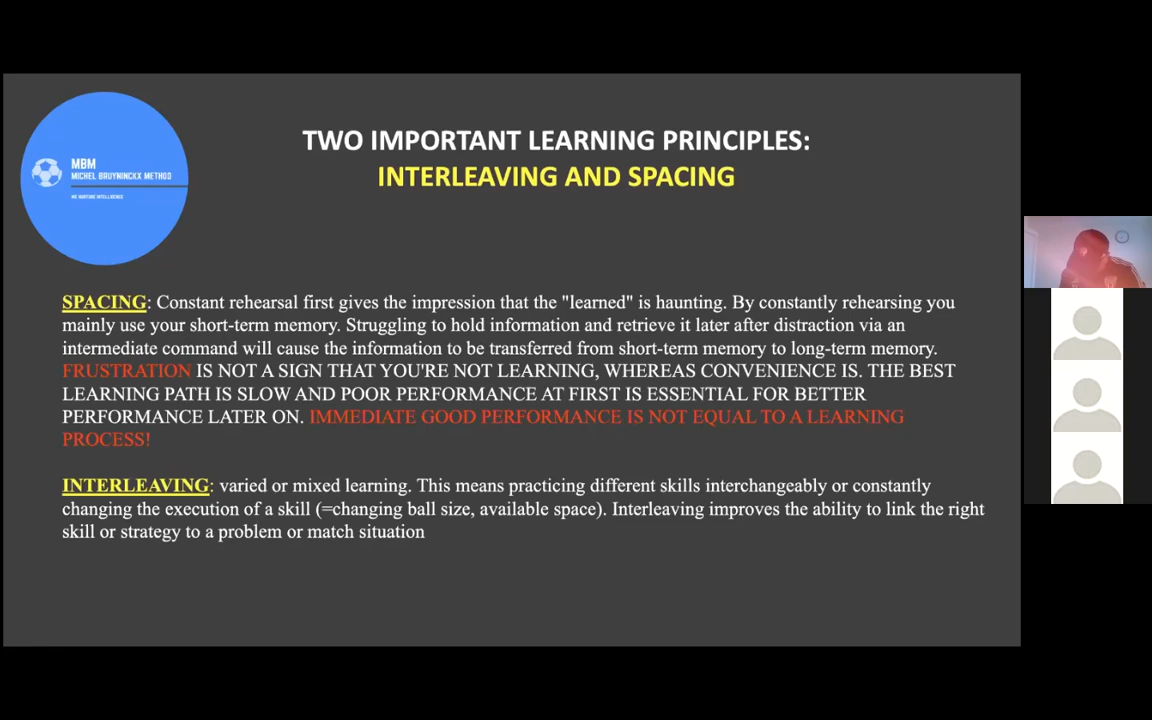 MBM
MICHEL BRUYNINCKX METHOD
TWO IMPORTANT LEARNING PRINCIPLES:
INTERLEAVING AND SPACING
SPACING: Constant rehearsal first gives the impression that the "learned" is haunting. By constantly rehearsing you
mainly use your short-term memory. Struggling to hold information and retrieve it later after distraction via an
intermediate command will cause the information to be transferred from short-term memory to long-term memory.
FRUSTRATION IS NOT A SIGN THAT YOU'RE NOT LEARNING, WHEREAS CONVENIENCE IS. THE BEST
LEARNING PATH IS SLOW AND POOR PERFORMANCE AT FIRST IS ESSENTIAL FOR BETTER
PERFORMANCE LATER ON. IMMEDIATE GOOD PERFORMANCE IS NOT EQUAL TO A LEARNING
PROCESS!
INTERLEAVING: varied or mixed learning. This means practicing different skills interchangeably or constantly
changing the execution of a skill (=changing ball size, available space). Interleaving improves the ability to link the right
skill or strategy to a problem or match situation